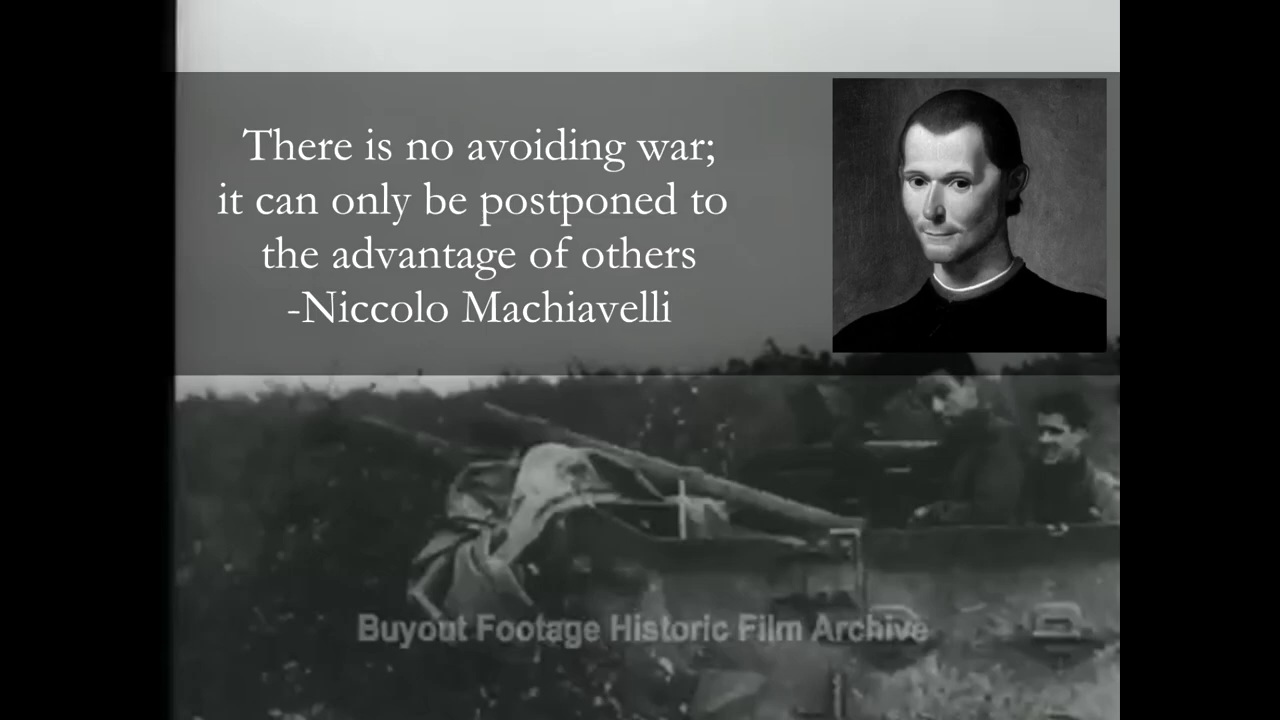 There is no avoiding war;
it can only be postponed to
the advantage of others
-Niccolo Machiavelli
Buyout Footage Historic Film Archive